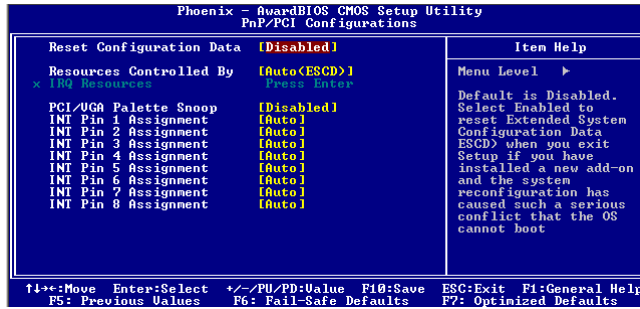 Phoenix - AwardBIOS CMOS Setup Utility
PnP/PCI Configurations
Reset Configuration Data [Disabled]
Resources Controlled By [Auto(ESCD)]
x IRQ Resources Press Enter
PCI/VGA Palette Snoop [Disabled]
INT Pin 1 Assignment [Auto]
INT Pin 2 Assignment [Auto]
INT Pin 3 Assignment [Auto]
INT Pin 4 Assignment [Auto]
INT Pin 5 Assignment [Auto]
INT Pin 6 Assignment [Auto]
INT Pin 7 Assignment [Auto]
INT Pin 8 Assignment [Auto]
Item Help
Menu Level ►
Default is Disabled.
Select Enabled to
reset Extended System
Configuration Data
ESCD) when you exit
Setup if you have
installed a new add-on
and the system
reconfiguration has
caused such a serious
conflict that the OS
cannot boot
↑↓→←:Move Enter:Select +/-/PU/PD:Value F10:Save ESC:Exit F1:General Help
F5: Previous Values F6: Fail-Safe Defaults F7: Optimized Defaults